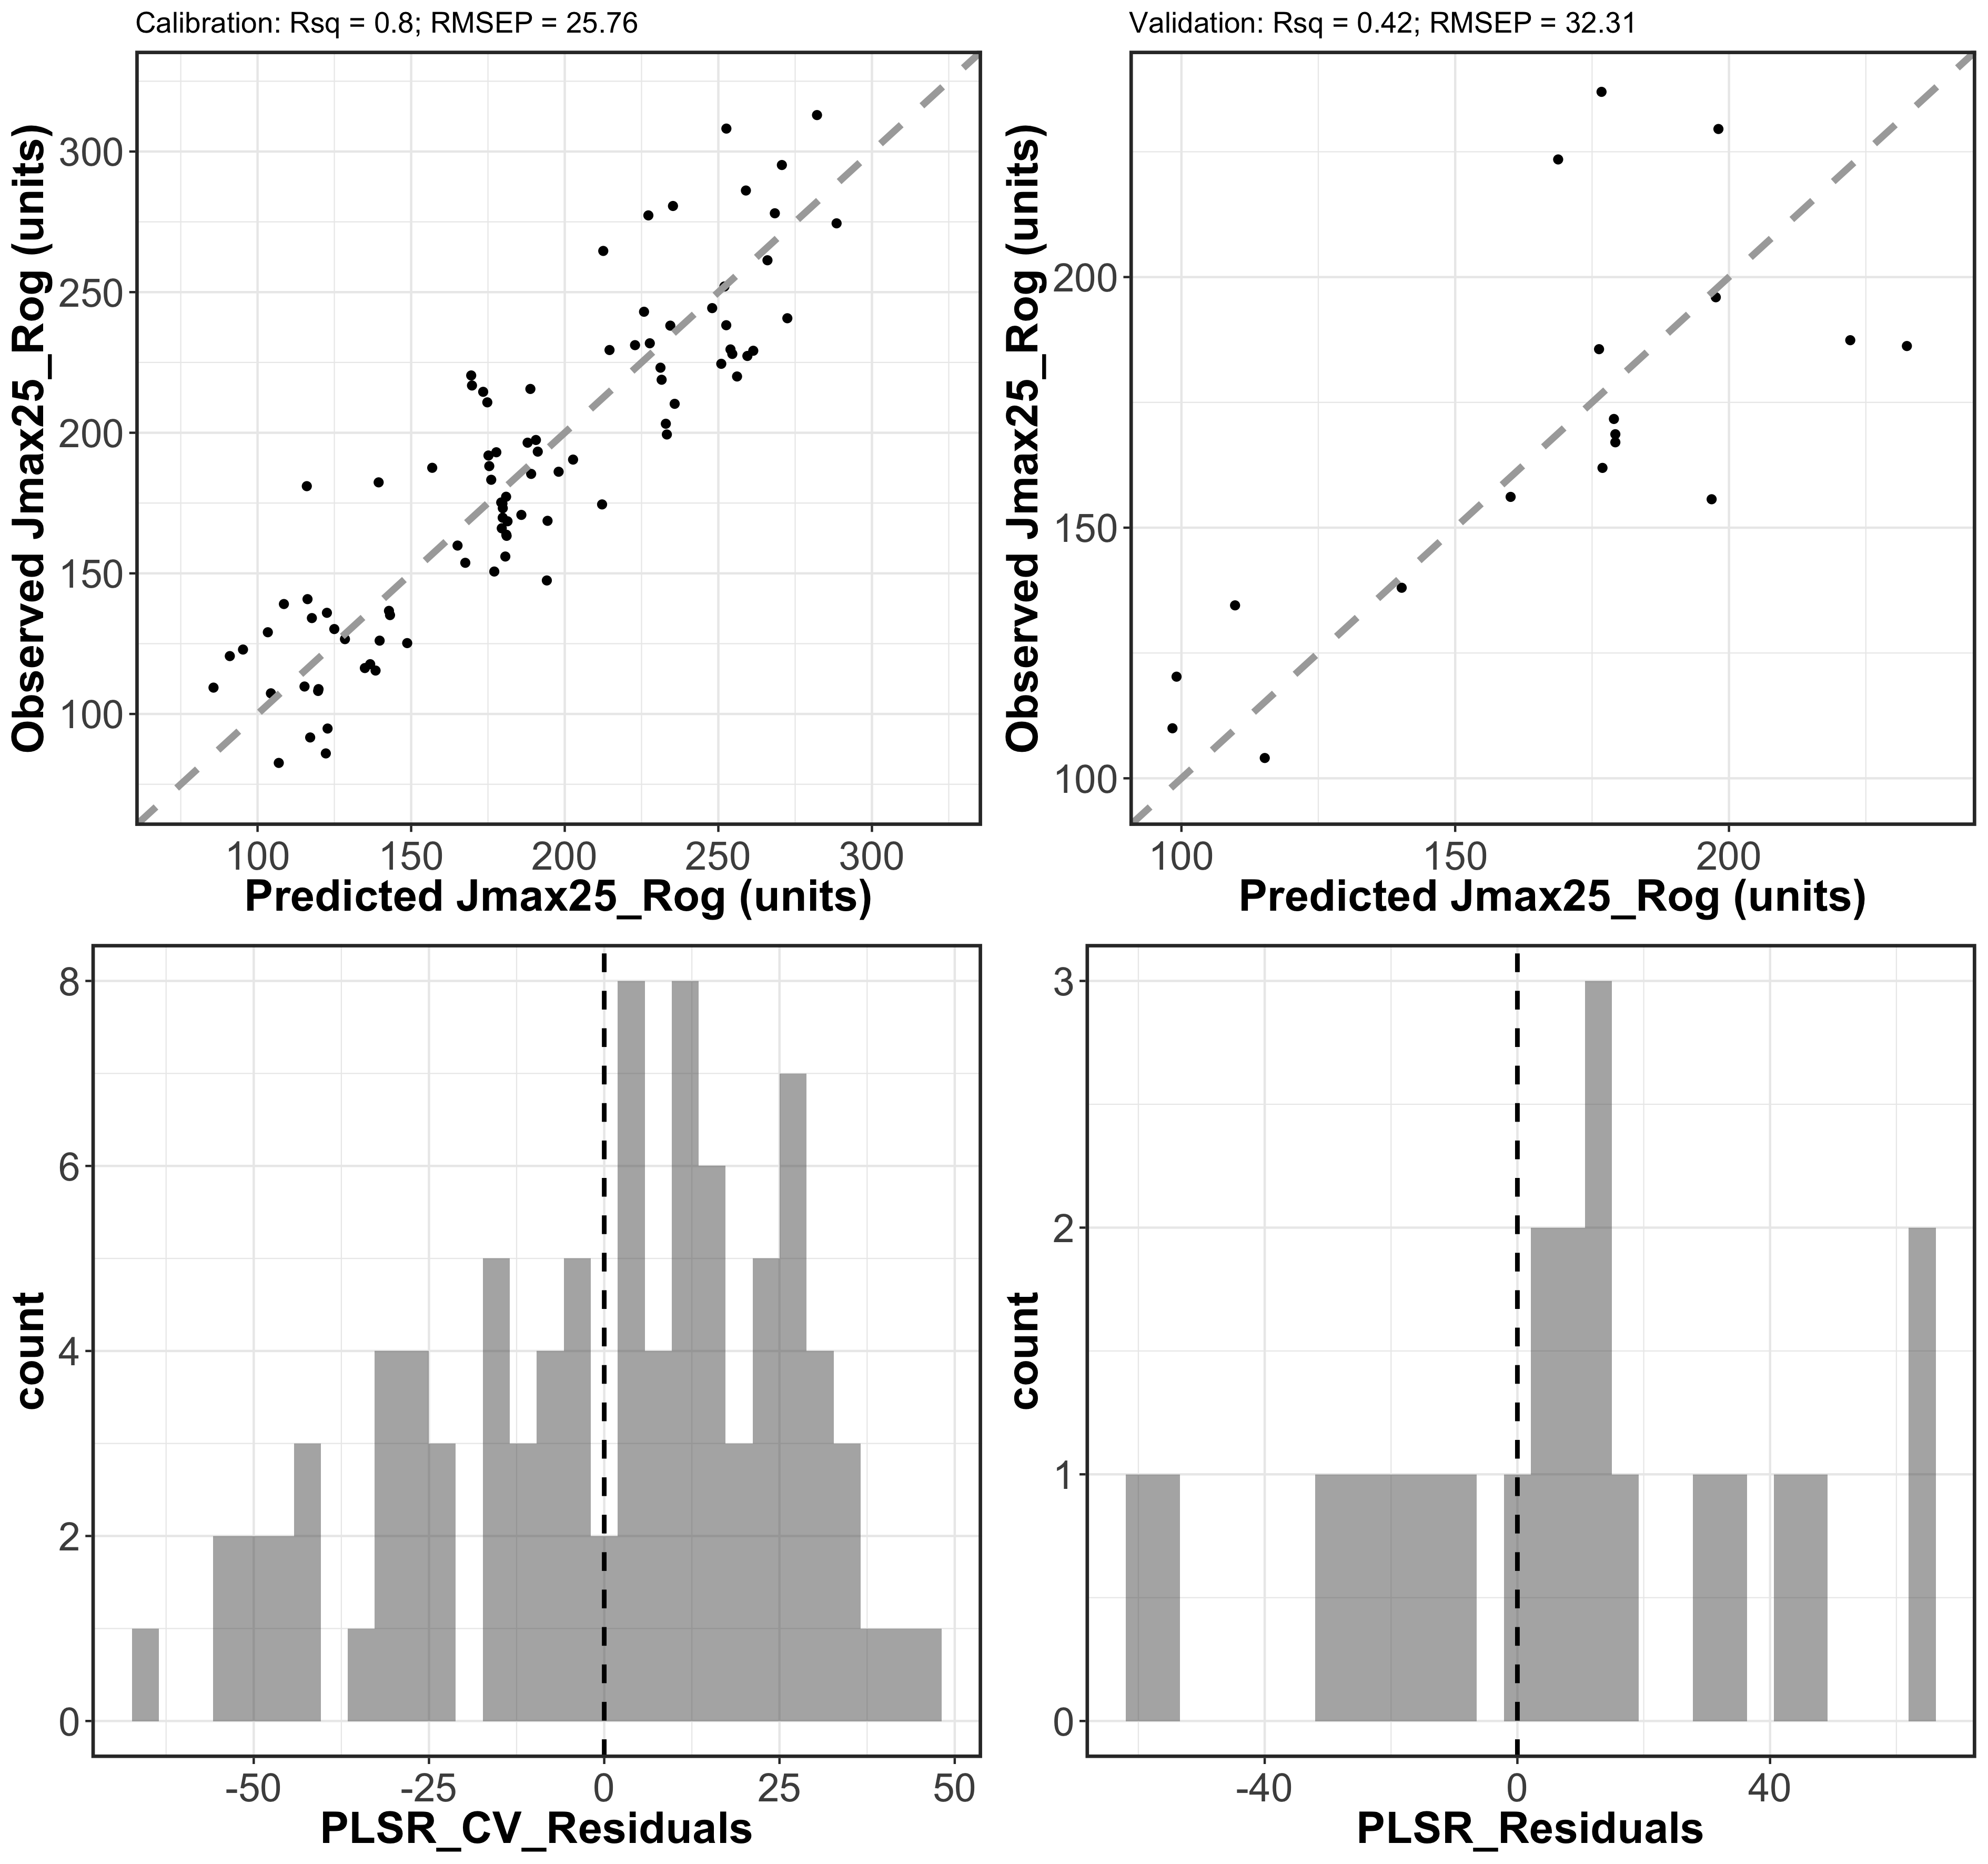 Calibration: Rsq = 0.8; RMSEP = 25.76
Observed Jmax25_Rog (units)
300
250
200
150
100
100 150 200 250 300
Predicted Jmax25_Rog (units)
Validation: Rsq = 0.42; RMSEP = 32.31
Observed Jmax25_Rog (units)
200
150
100
100 150 200
Predicted Jmax25_Rog (units)
count
8
6
4
2
0
-50 -25 0 25 50
PLSR_CV_Residuals
count
3
2
1
0
-40 0 40
PLSR_Residuals